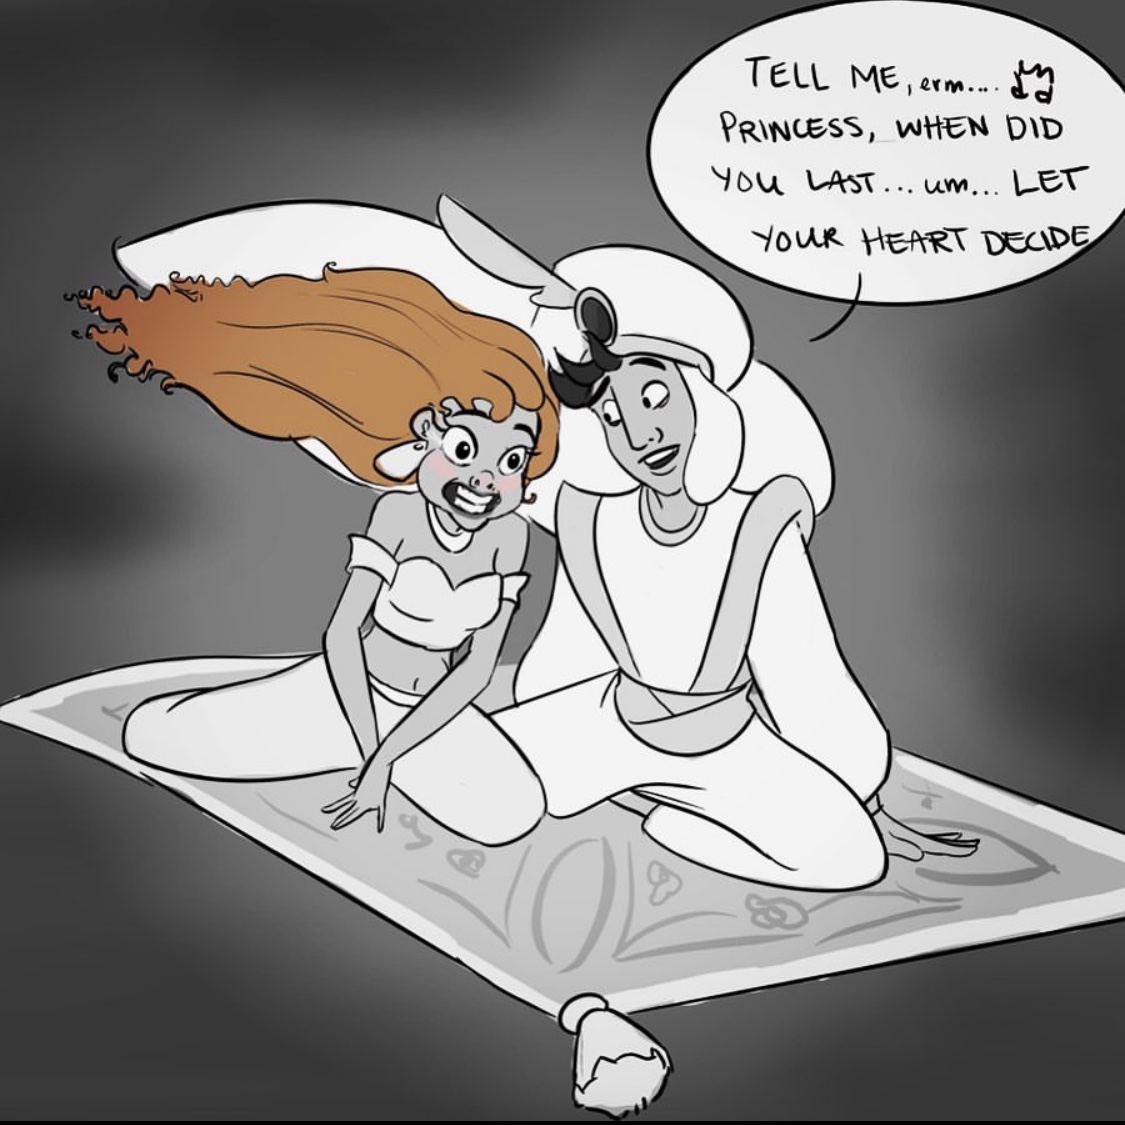 TELL ME, erm....
PRINCESS, WHEN DID
YOU LAST... um... LET
YOUR HEART DECIDE